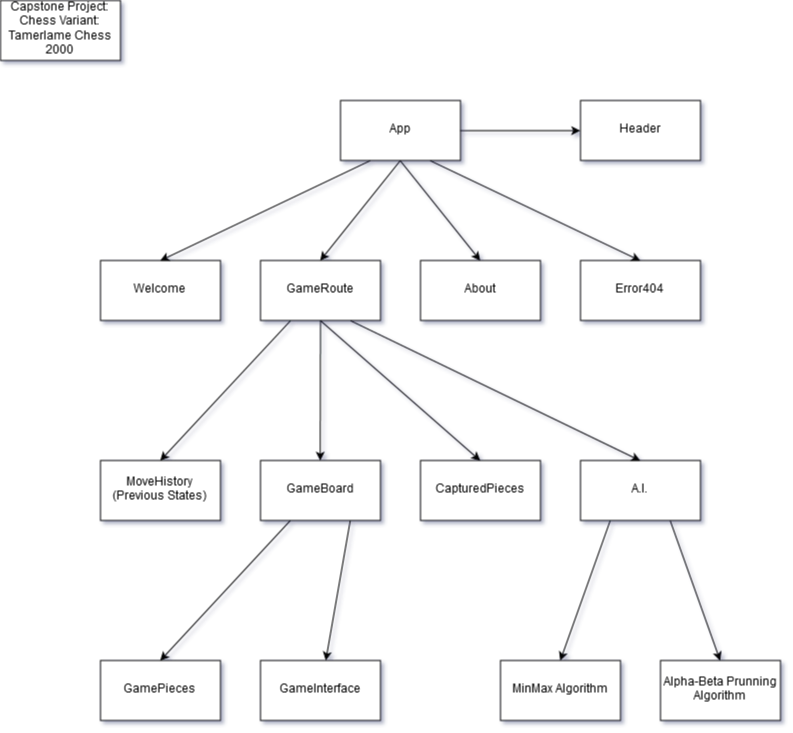 Capstone Project:
Chess Variant:
Tamerlame Chess
2000
App
Header
Welcome
GameRoute
About
Error404
MoveHistory
(Previous States)
GameBoard
CapturedPieces
A.I.
GamePieces
GameInterface
MinMax Algorithm
Alpha-Beta Prunning
Algorithm